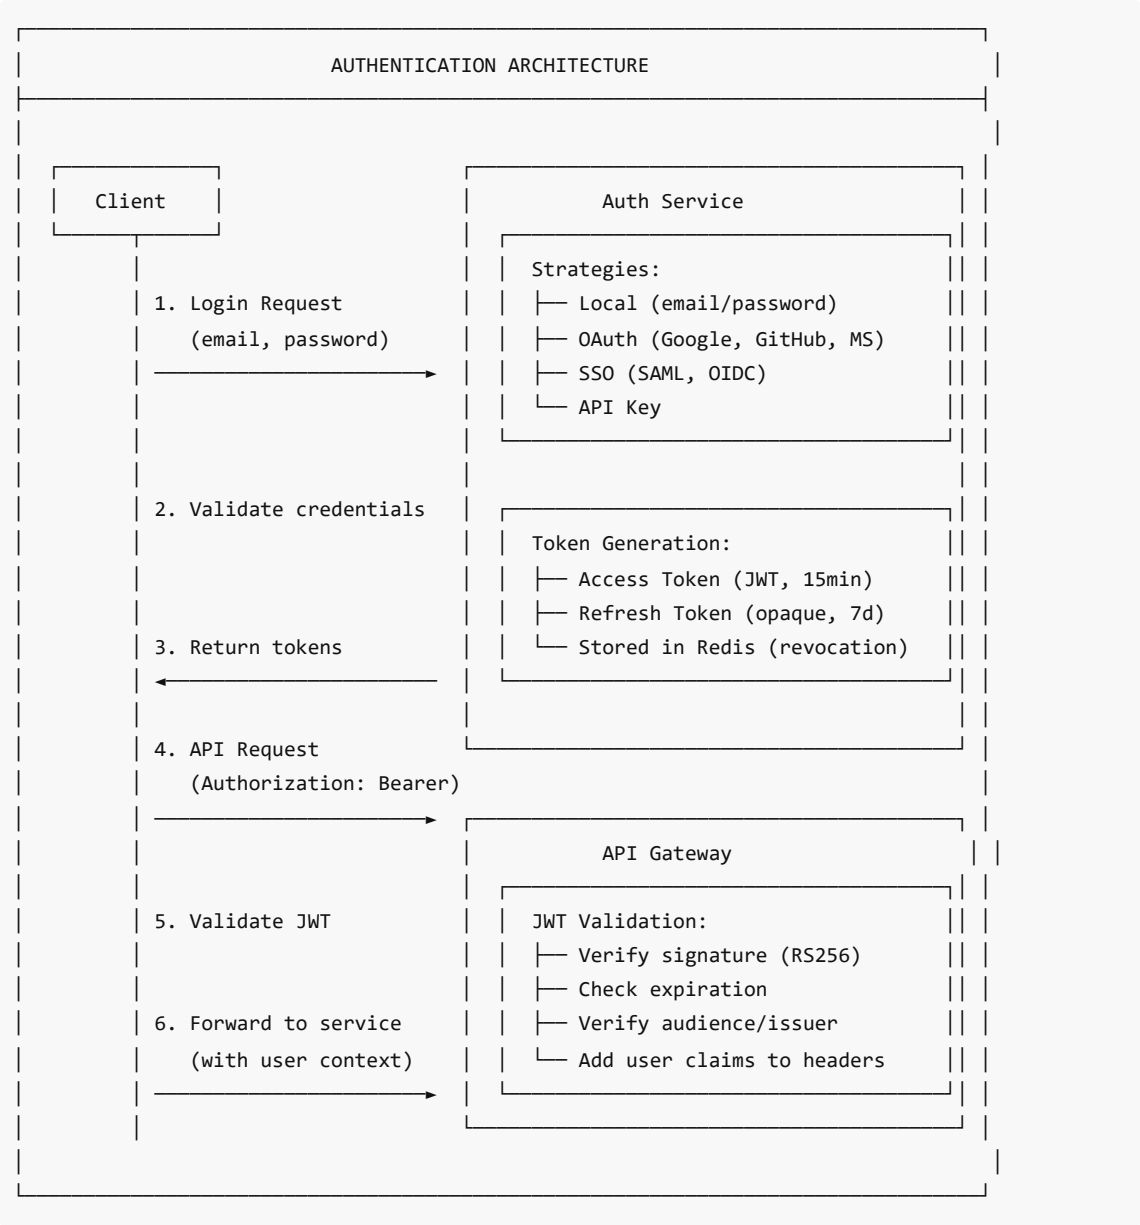 AUTHENTICATION ARCHITECTURE
Client
Auth Service
Strategies:
1. Login Request
├── Local (email/password)
(email, password)
├── OAuth (Google, GitHub, MS)
├── SSO (SAML, OIDC)
└── API Key
2. Validate credentials
Token Generation:
├── Access Token (JWT, 15min)
├── Refresh Token (opaque, 7d)
3. Return tokens
└── Stored in Redis (revocation)
4. API Request
(Authorization: Bearer)
API Gateway
5. Validate JWT
JWT Validation:
├── Verify signature (RS256)
├── Check expiration
6. Forward to service
├── Verify audience/issuer
(with user context)
└── Add user claims to headers